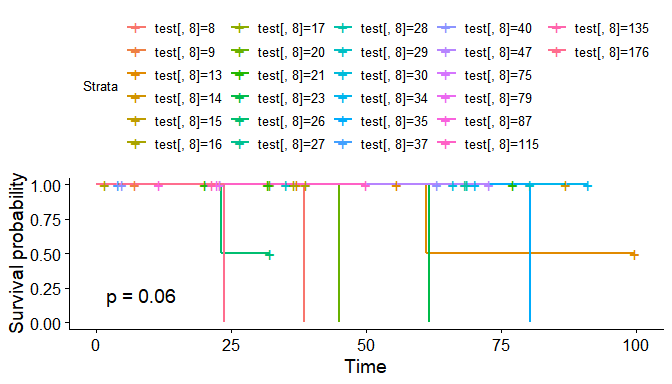 test[, 8]=8 test[, 8]=17 test[, 8]=28 test[, 8]=40 test[, 8]=135
test[, 8]=9 test[, 8]=20 test[, 8]=29 test[, 8]=47 test[, 8]=176
test[, 8]=13 test[, 8]=21 test[, 8]=30 test[, 8]=75
Strata
test[, 8]=14 test[, 8]=23 test[, 8]=34 test[, 8]=79
test[, 8]=15 test[, 8]=26 test[, 8]=35 test[, 8]=87
test[, 8]=16 test[, 8]=27 test[, 8]=37 test[, 8]=115
Survival probability
1.00
0.75
0.50
0.25
0.00
p = 0.06
0 25 50 75 100
Time